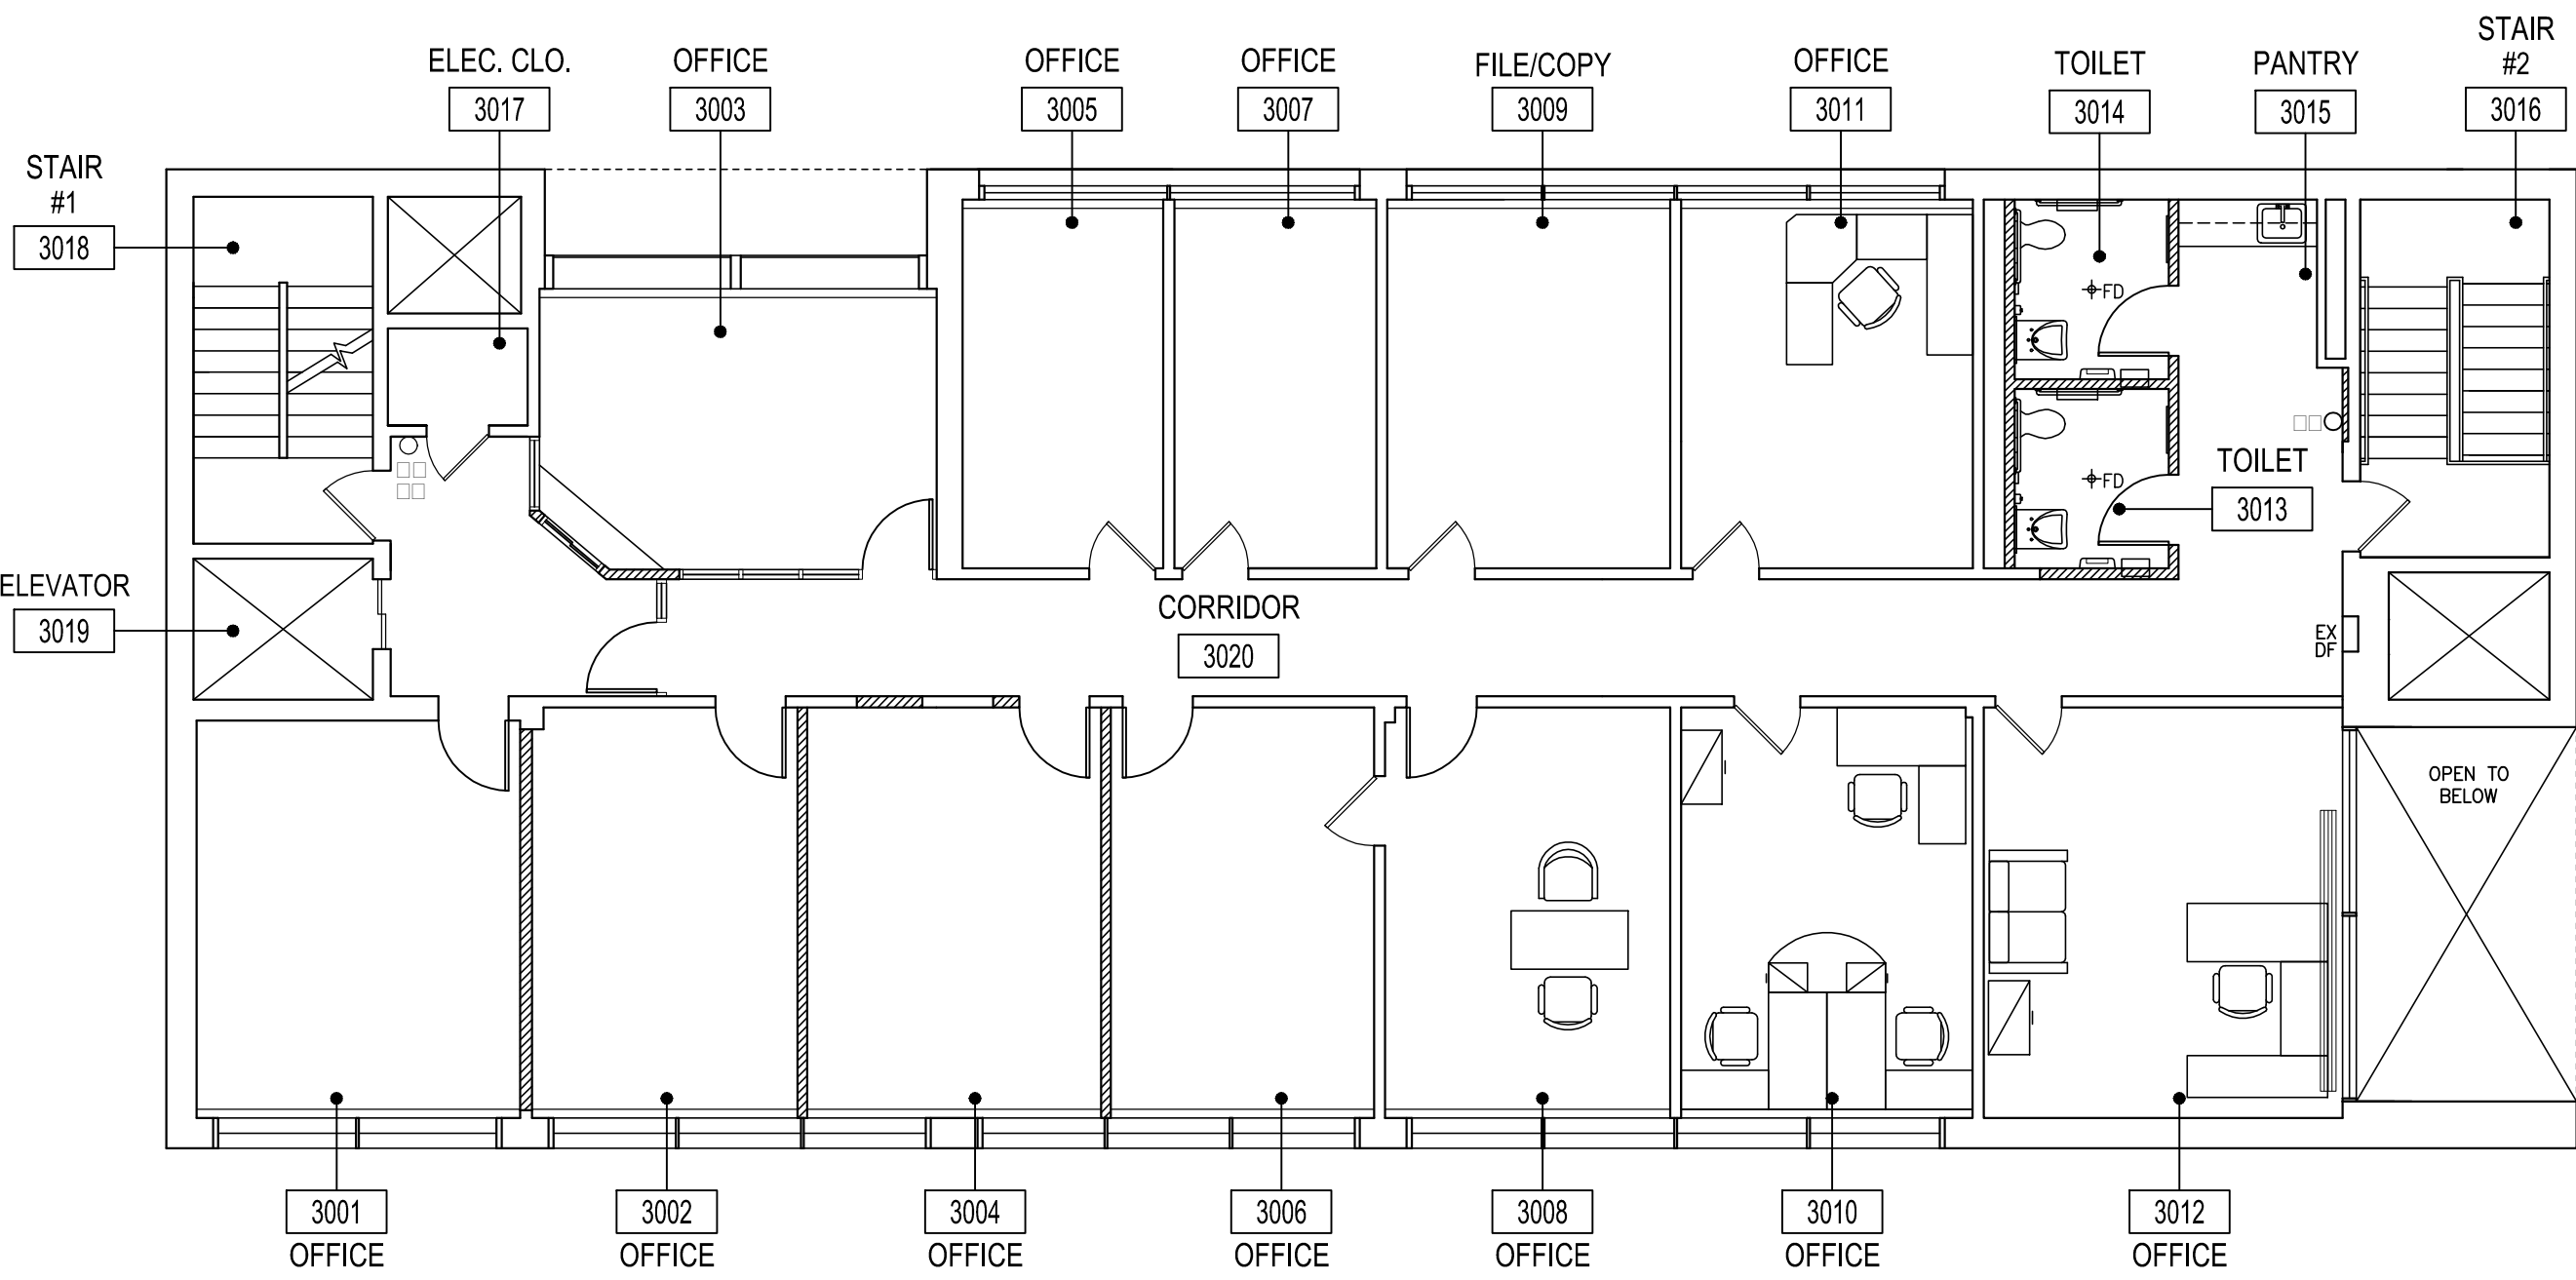 STAIR
#2
3016
ELEC. CLO.
3017
OFFICE
3003
OFFICE
3005
OFFICE
3007
FILE/COPY
3009
OFFICE
3011
TOILET
3014
PANTRY
3015
STAIR
#1
3018
FD
FD
TOILET
3013
ELEVATOR
3019
CORRIDOR
3020
EX
DF
OPEN TO
BELOW
3001
OFFICE
3002
OFFICE
3004
OFFICE
3006
OFFICE
3008
OFFICE
3010
OFFICE
3012
OFFICE